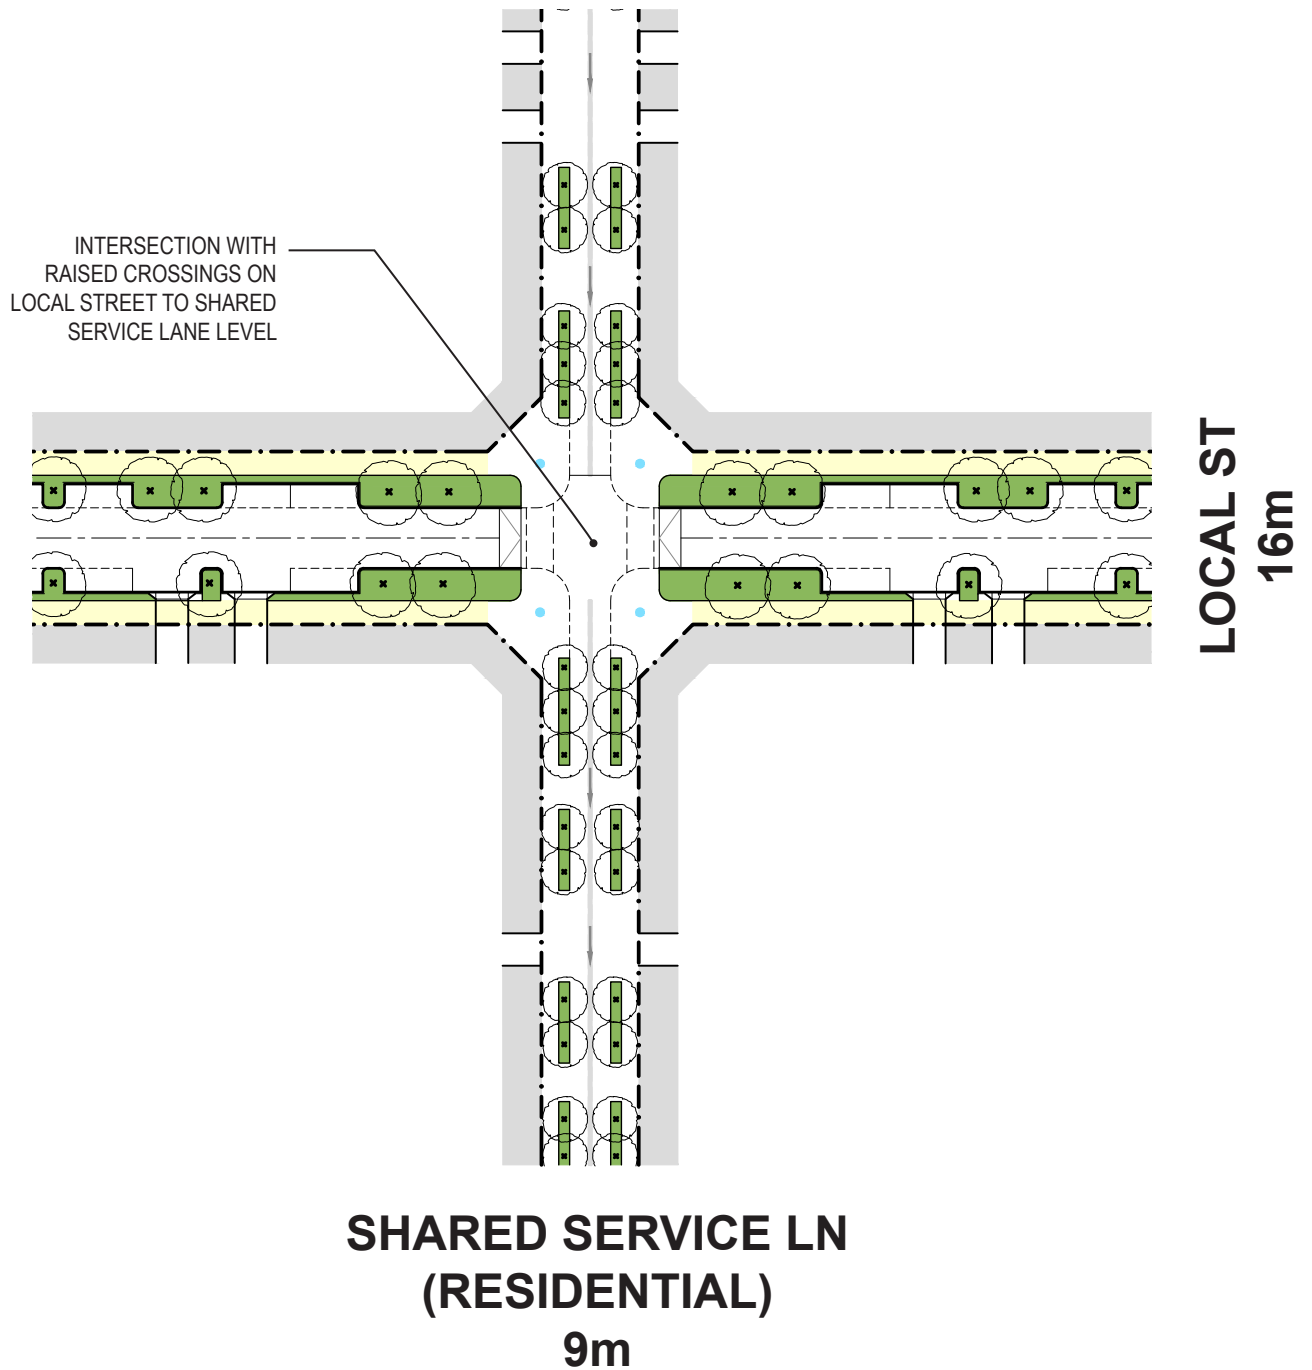 INTERSECTION WITH
RAISED CROSSINGS ON
LOCAL STREET TO SHARED
SERVICE LANE LEVEL
LOCAL ST
16m
SHARED SERVICE LN
(RESIDENTIAL)
9m